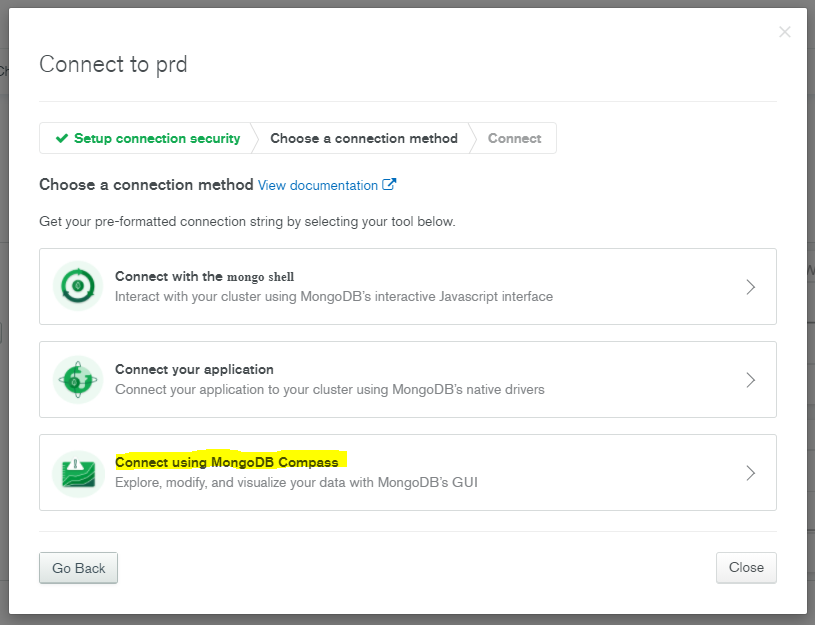 Connect to prd
Setup connection security
Choose a connection method
Connect
Choose a connection method View documentation
Get your pre-formatted connection string by selecting your tool below.
Connect with the mongo shell
Interact with your cluster using MongoDB's interactive Javascript interface
Connect your application
Connect your application to your cluster using MongoDB's native drivers
Connect using MongoDB Compass
Explore, modify, and visualize your data with MongoDB's GUI
Go Back
Close